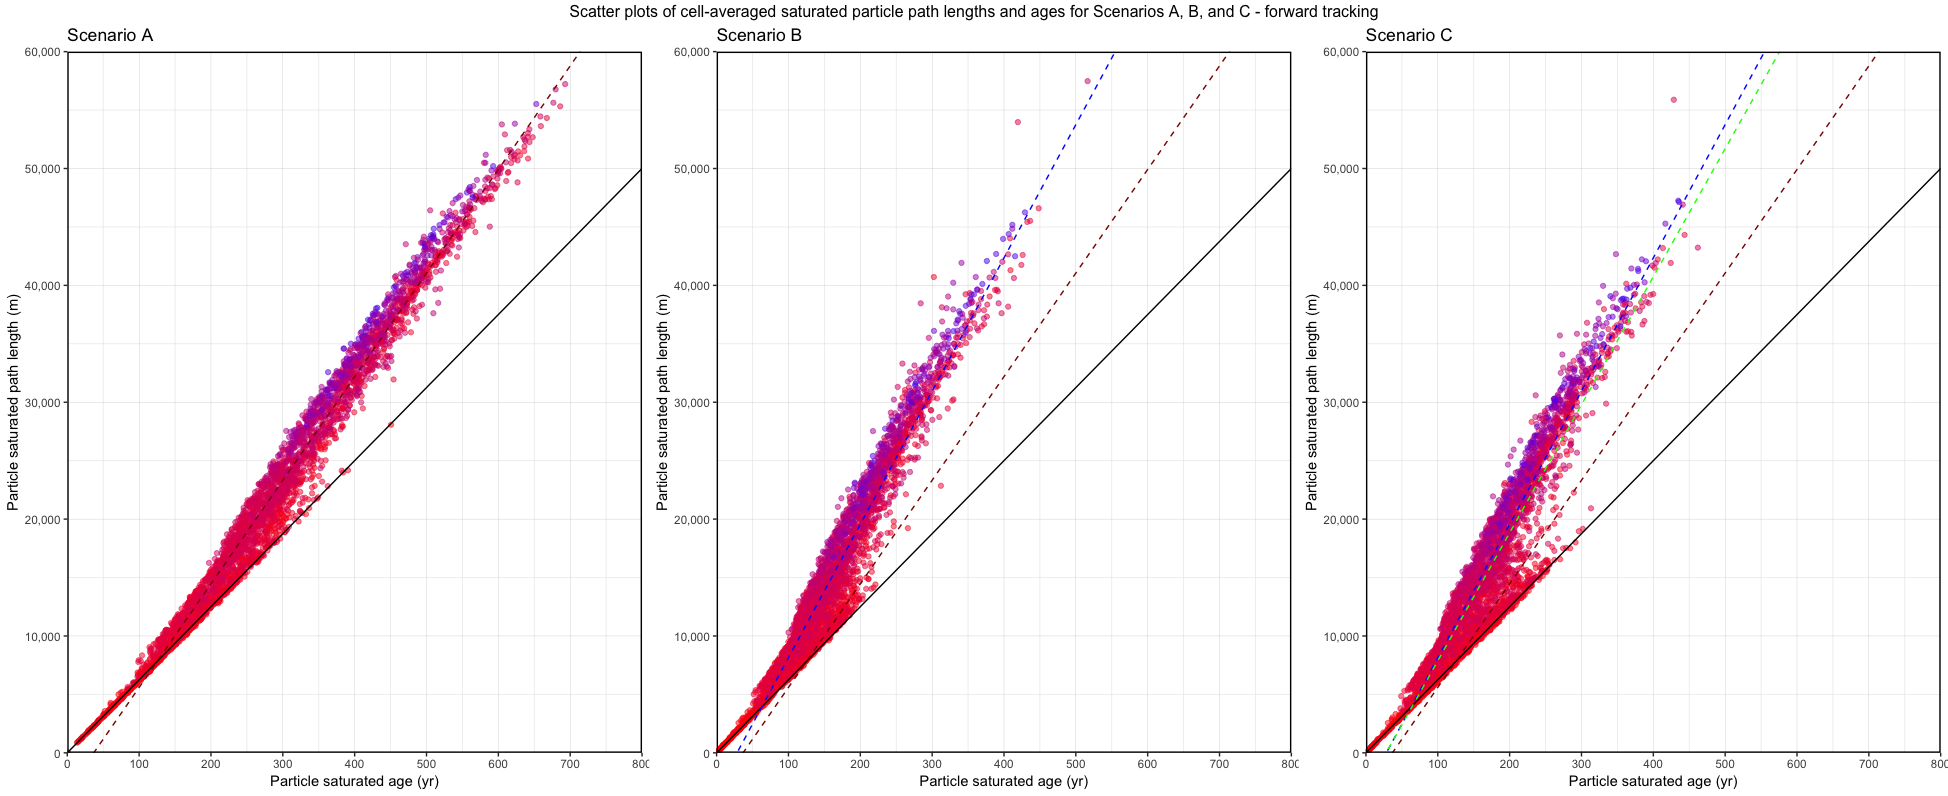 Scatter plots of cell-averaged saturated particle path lengths and ages for Scenarios A, B, and C - forward tracking
Scenario A
60,000
50,000
40,000
30,000
20,000
10,000
0
Particle saturated path length (m)
0 100 200 300 400 500 600 700 800
Particle saturated age (yr)
Scenario B
60,000
50,000
40,000
30,000
20,000
10,000
0
Particle saturated path length (m)
0 100 200 300 400 500 600 700 800
Particle saturated age (yr)
Scenario C
60,000
50,000
40,000
30,000
20,000
10,000
0
Particle saturated path length (m)
0 100 200 300 400 500 600 700 800
Particle saturated age (yr)